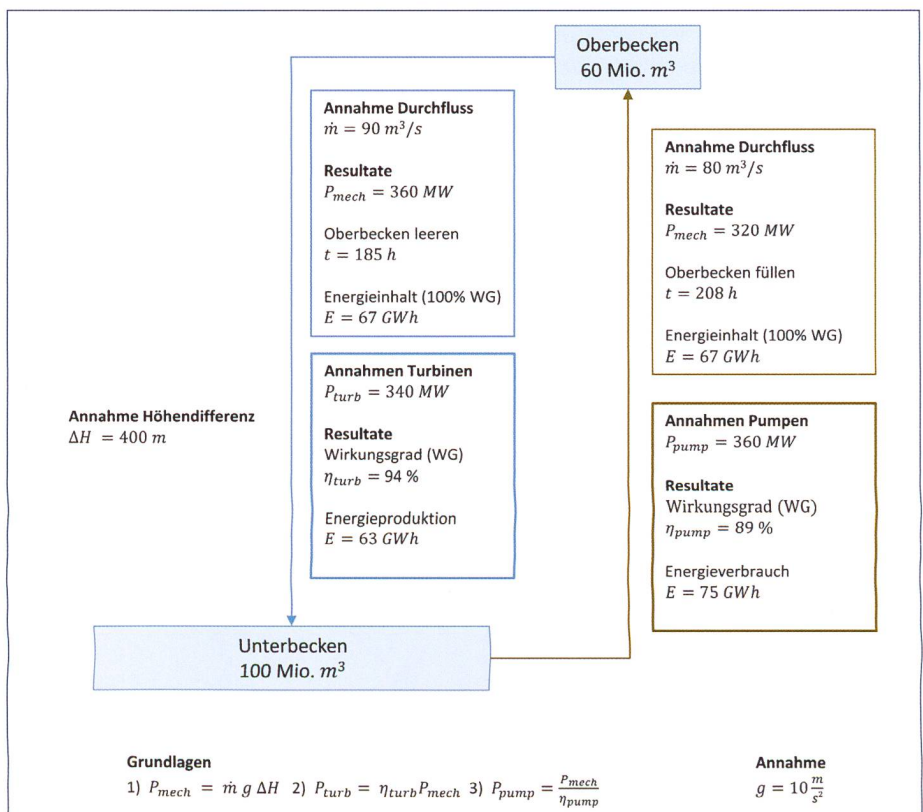 Oberbecken
60 Mio. m³
Annahme Durchfluss
ṁ = 90 m³/s
Resultate
P_mech = 360 MW
Oberbecken leeren
t = 185 h
Energieinhalt (100% WG)
E = 67 GWh
Annahme Durchfluss
ṁ = 80 m³/s
Resultate
P_mech = 320 MW
Oberbecken füllen
t = 208 h
Energieinhalt (100% WG)
E = 67 GWh
Annahme Höhendifferenz
ΔH = 400 m
Annahmen Turbinen
P_turb = 340 MW
Resultate
Wirkungsgrad (WG)
η_turb = 94 %
Energieproduktion
E = 63 GWh
Annahmen Pumpen
P_pump = 360 MW
Resultate
Wirkungsgrad (WG)
η_pump = 89 %
Energieverbrauch
E = 75 GWh
Unterbecken
100 Mio. m³
Grundlagen
1) P_mech = ṁ g ΔH 2) P_turb = η_turb P_mech 3) P_pump = P_mech / η_pump
Annahme
g = 10 m/s²